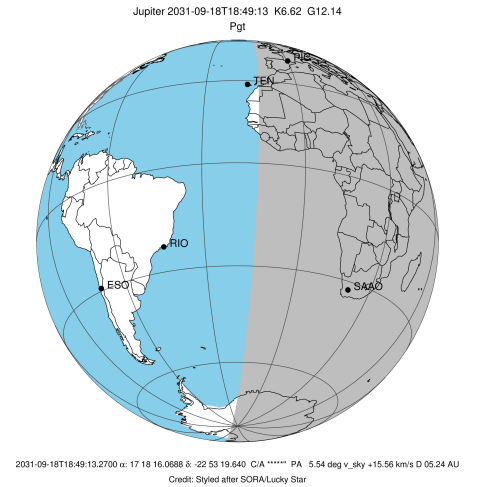 Jupiter 2031-09-18T18:49:13 K6.62 G12.14
Pgt
PIC
TEN
RIO
ESO
SAAO
2031-09-18T18:49:13.2700 α: 17 18 16.0688 δ: -22 53 19.640 C/A *****" PA 5.54 deg v_sky +15.56 km/s D 05.24 AU
Credit: Styled after SORA/Lucky Star